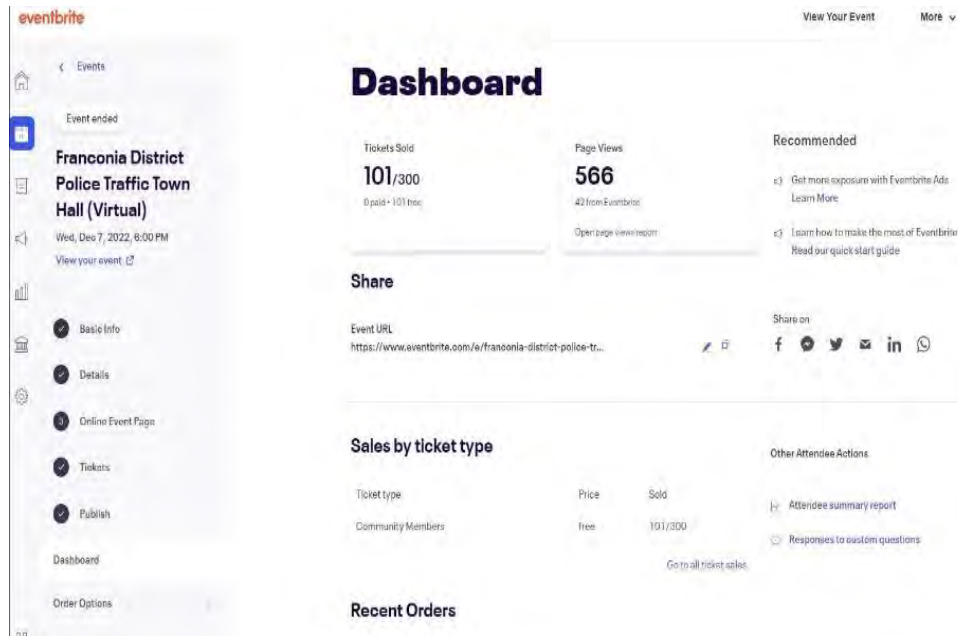 eventbrite
View Your Event
More
Events
Event ended
Franconia District
Police Traffic Town
Hall (Virtual)
Wed, Dec 7, 2022, 6:00 PM
View your event
Basic Info
Details
3
Online Event Page
Tickets
Publish
Dashboard
Order Options
Dashboard
Tickets Sold
101/300
0 paid • 101 free
Page Views
566
42 from Eventbrite
Open page views report
Recommended
Get more exposure with Eventbrite Ads
Learn More
Learn how to make the most of Eventbrite
Read our quick start guide
Share
Event URL
https://www.eventbrite.com/e/franconia-district-police-tr...
Share on
Sales by ticket type
Ticket type Price Sold
Community Members free 101/300
Go to all ticket sales
Other Attendee Actions
Attendee summary report
Responses to custom questions
Recent Orders